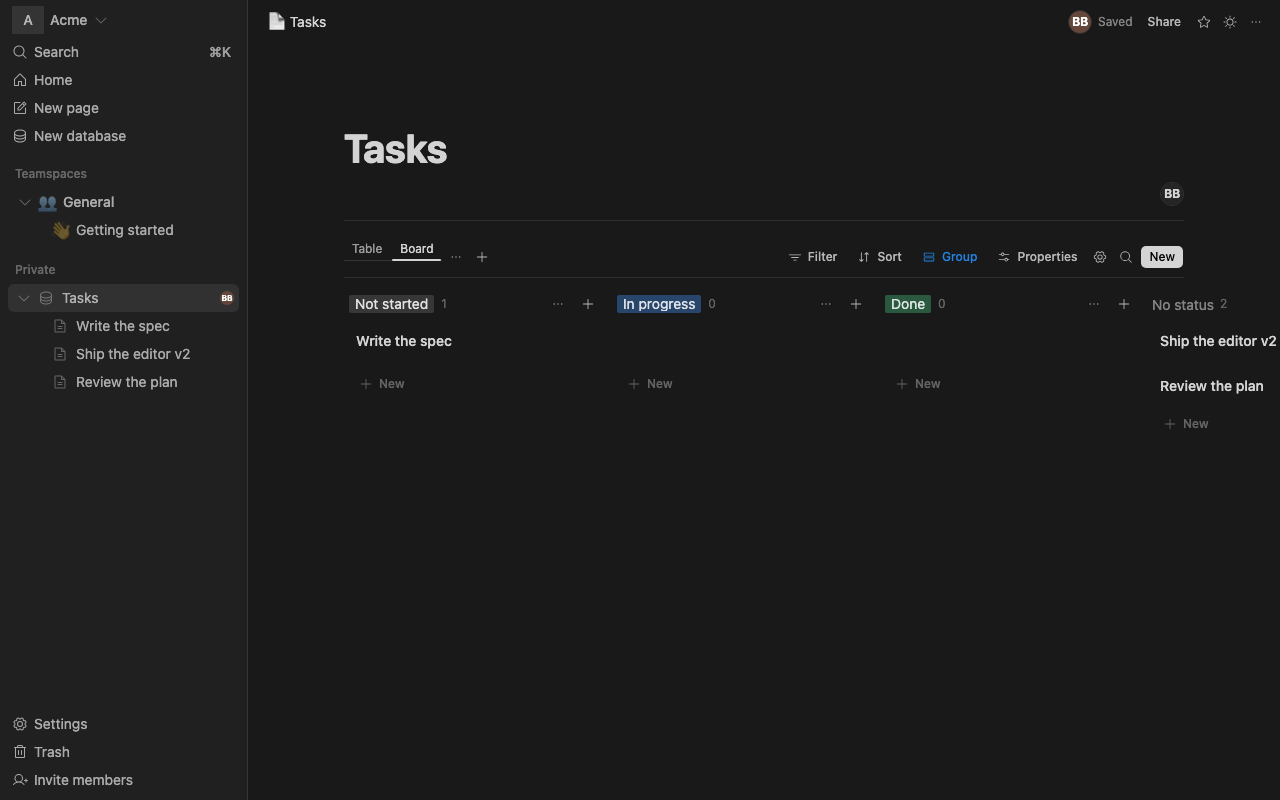 A Acme
Search ⌘K
Home
New page
New database
Teamspaces
General
Getting started
Private
Tasks BB
Write the spec
Ship the editor v2
Review the plan
Settings
Trash
Invite members
Tasks
BB Saved Share
Tasks
BB
Table Board
Filter Sort Group Properties New
Not started 1
In progress 0
Done 0
No status 2
Write the spec
Ship the editor v2
Review the plan
New
New
New
New